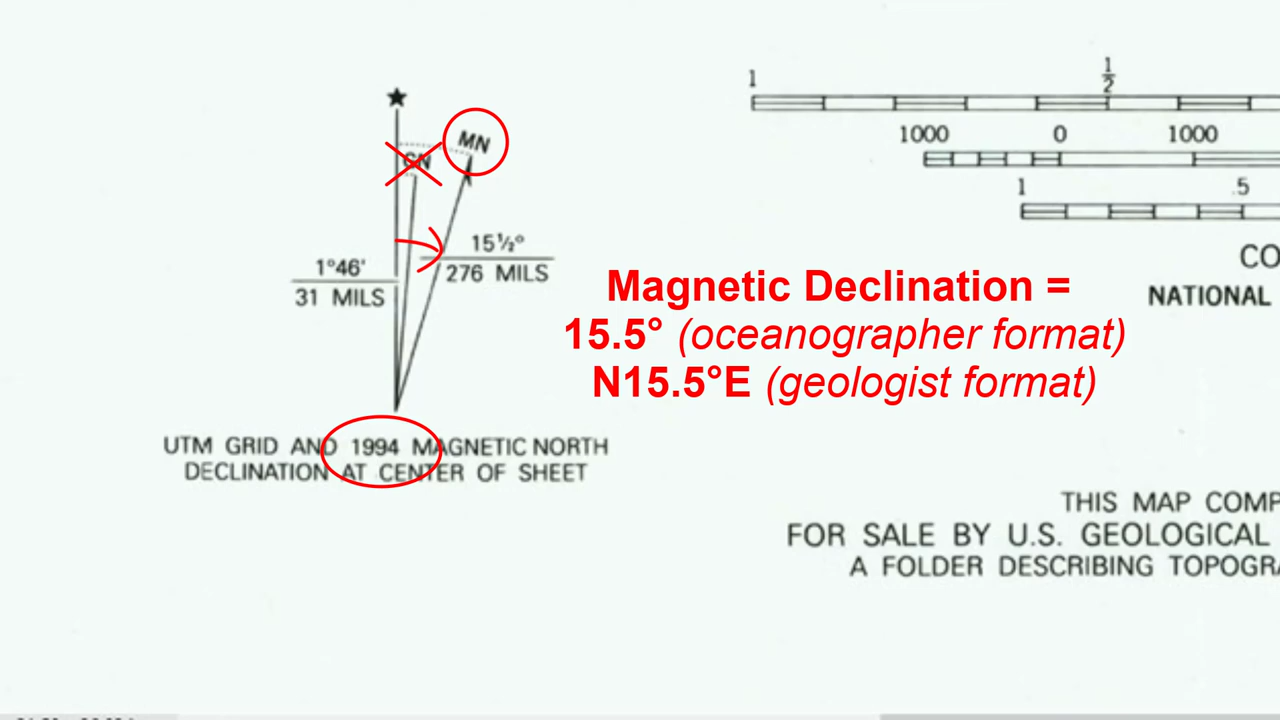 ★
MN
GN
15½°
276 MILS
1°46'
31 MILS
UTM GRID AND 1994 MAGNETIC NORTH
DECLINATION AT CENTER OF SHEET
Magnetic Declination =
15.5° (oceanographer format)
N15.5°E (geologist format)
1 ½
1000 0 1000
1 .5
CO
NATIONAL
THIS MAP COMP
FOR SALE BY U.S. GEOLOGICAL
A FOLDER DESCRIBING TOPOGRA